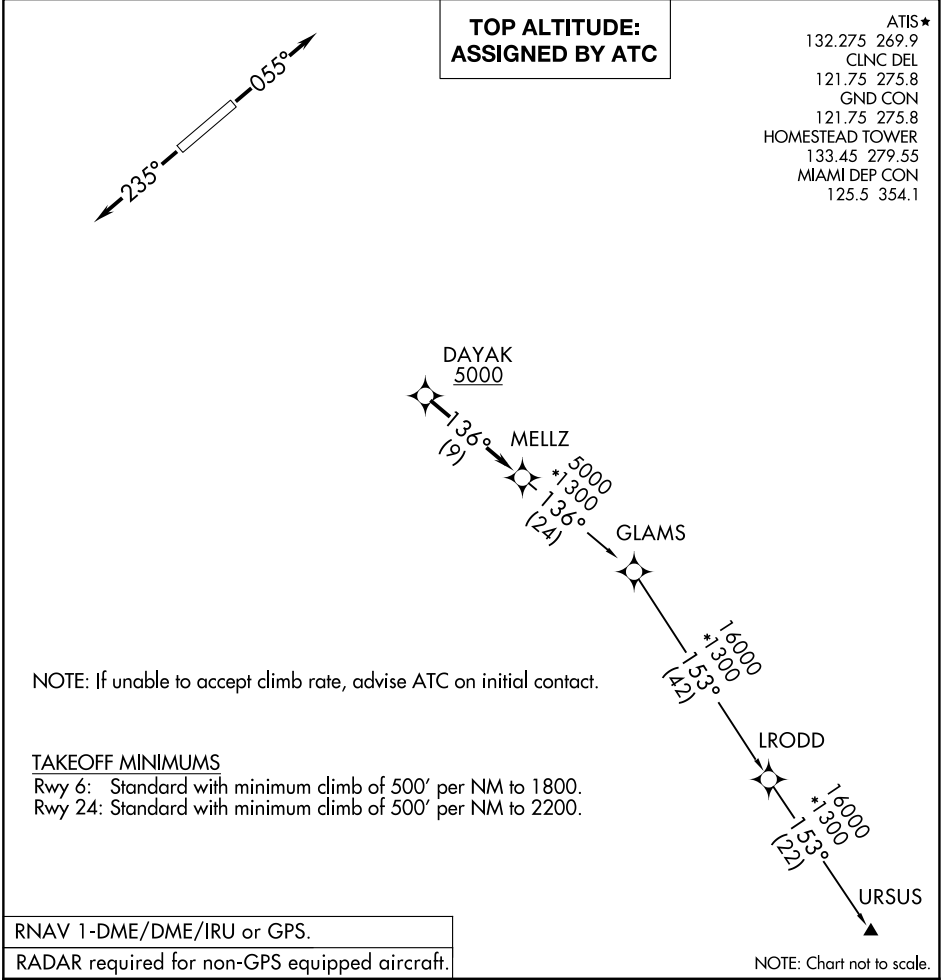 TOP ALTITUDE:
ASSIGNED BY ATC
ATIS★
132.275 269.9
CLNC DEL
121.75 275.8
GND CON
121.75 275.8
HOMESTEAD TOWER
133.45 279.55
MIAMI DEP CON
125.5 354.1
055°
235°
DAYAK
5000
136°
(9)
MELLZ
5000
*1300
136°
(24)
GLAMS
16000
*1300
153°
(42)
LRODD
16000
*1300
153°
(22)
URSUS
NOTE: If unable to accept climb rate, advise ATC on initial contact.
TAKEOFF MINIMUMS
Rwy 6: Standard with minimum climb of 500' per NM to 1800.
Rwy 24: Standard with minimum climb of 500' per NM to 2200.
RNAV 1-DME/DME/IRU or GPS.
RADAR required for non-GPS equipped aircraft.
NOTE: Chart not to scale.